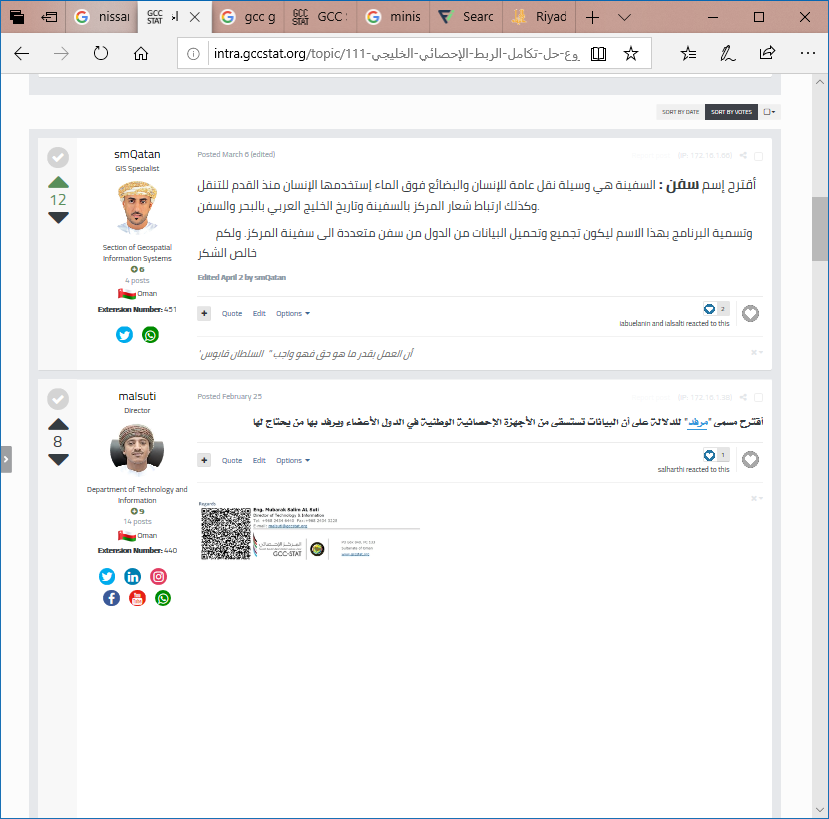 nissan
gcc g
GCC
minis
Searc
Riyad
intra.gccstat.org/topic/111-وع-حل-تكامل-الربط-الإحصائي-الخليجي
SORT BY DATE
SORT BY VOTES
smQatan
GIS Specialist
12
Section of Geospatial
Information Systems
6
4 posts
Oman
Extension Number: 451
Posted March 6 (edited)
(IP: 172.16.1.66)
أقترح إسم سفن : السفينة هي وسيلة نقل عامة للإنسان والبضائع فوق الماء إستخدمها الإنسان منذ القدم للتنقل
وكذلك ارتباط شعار المركز بالسفينة وتاريخ الخليج العربي بالبحر والسفن.
وتسمية البرنامج بهذا الاسم ليكون تجميع وتحميل البيانات من الدول من سفن متعددة الى سفينة المركز. ولكم
خالص الشكر
Edited April 2 by smQatan
+ Quote Edit Options
2
iabuelanin and ialsalti reacted to this
أن العمل بقدر ما هو حق فهو واجب " السلطان قابوس'
malsuti
Director
8
Department of Technology and
Information
9
14 posts
Oman
Extension Number: 440
Posted February 25
(IP: 172.16.1.38)
أقترح مسمى "مرفد" للدلالة على أن البيانات تستسقى من الأجهزة الإحصائية الوطنية في الدول الأعضاء ويرفد بها من يحتاج لها
+ Quote Edit Options
1
salharthi reacted to this
Regards
Eng. Mubarak Salim AL Suti
Director of Technology & Information
GCC-STAT